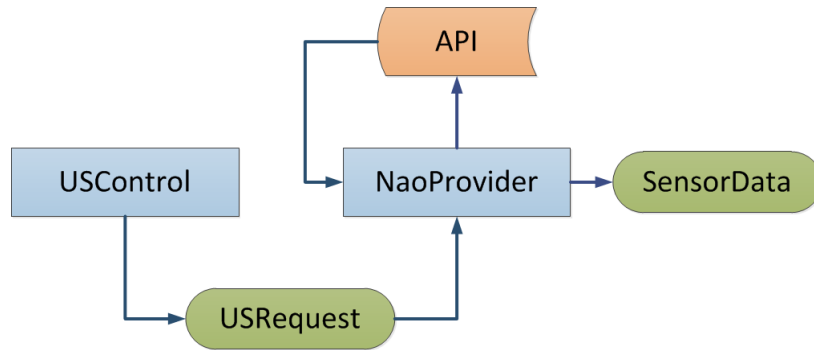 API
USControl
NaoProvider
SensorData
USRequest